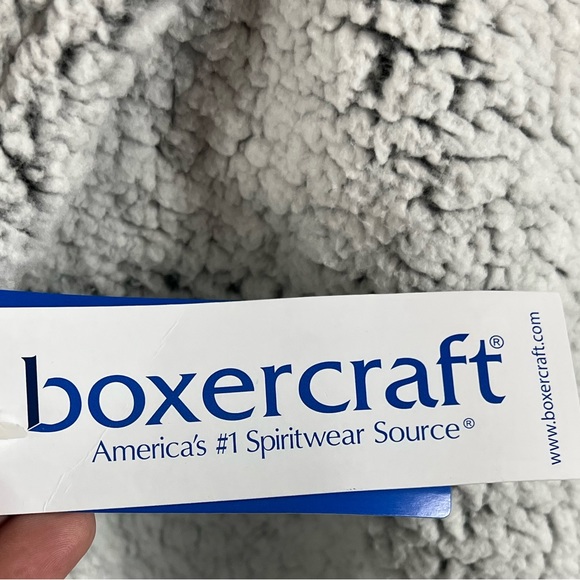 boxercraft®
America's #1 Spiritwear Source®
www.boxercraft.com